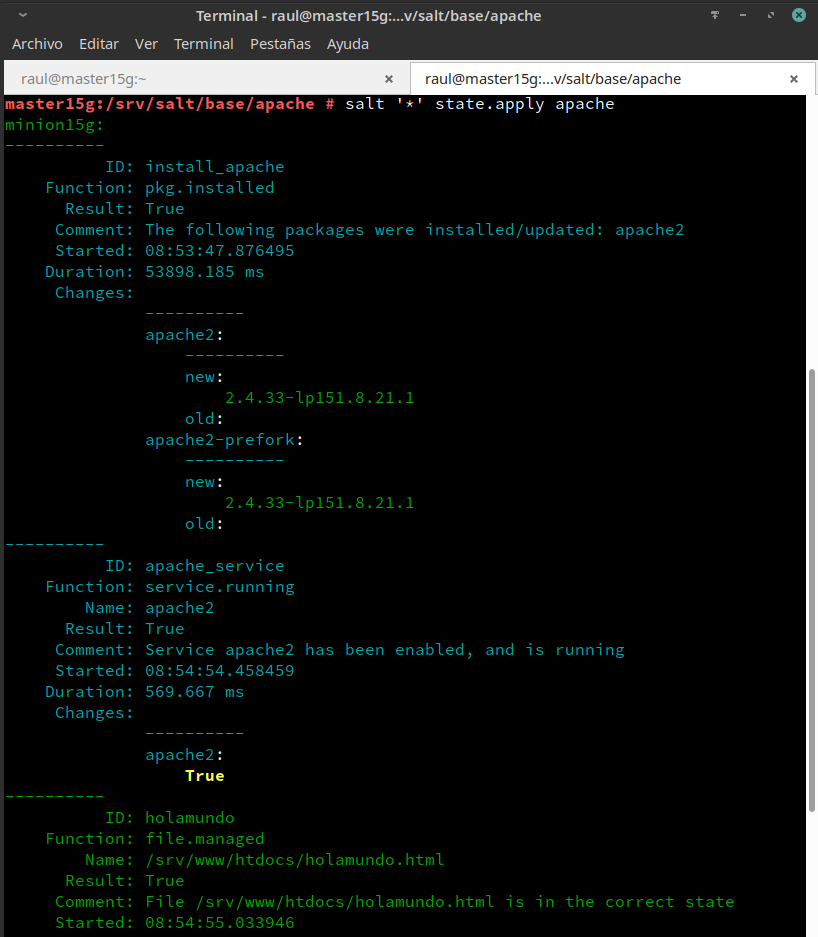 Terminal - raul@master15g:...v/salt/base/apache
Archivo Editar Ver Terminal Pestañas Ayuda
raul@master15g:~ × raul@master15g:...v/salt/base/apache ×
master15g:/srv/salt/base/apache # salt '*' state.apply apache
minion15g:
----------
          ID: install_apache
    Function: pkg.installed
      Result: True
     Comment: The following packages were installed/updated: apache2
     Started: 08:53:47.876495
    Duration: 53898.185 ms
     Changes:
              ----------
              apache2:
                  ----------
                  new:
                      2.4.33-lp151.8.21.1
                  old:
              apache2-prefork:
                  ----------
                  new:
                      2.4.33-lp151.8.21.1
                  old:
----------
          ID: apache_service
    Function: service.running
        Name: apache2
      Result: True
     Comment: Service apache2 has been enabled, and is running
     Started: 08:54:54.458459
    Duration: 569.667 ms
     Changes:
              ----------
              apache2:
                  True
----------
          ID: holamundo
    Function: file.managed
        Name: /srv/www/htdocs/holamundo.html
      Result: True
     Comment: File /srv/www/htdocs/holamundo.html is in the correct state
     Started: 08:54:55.033946